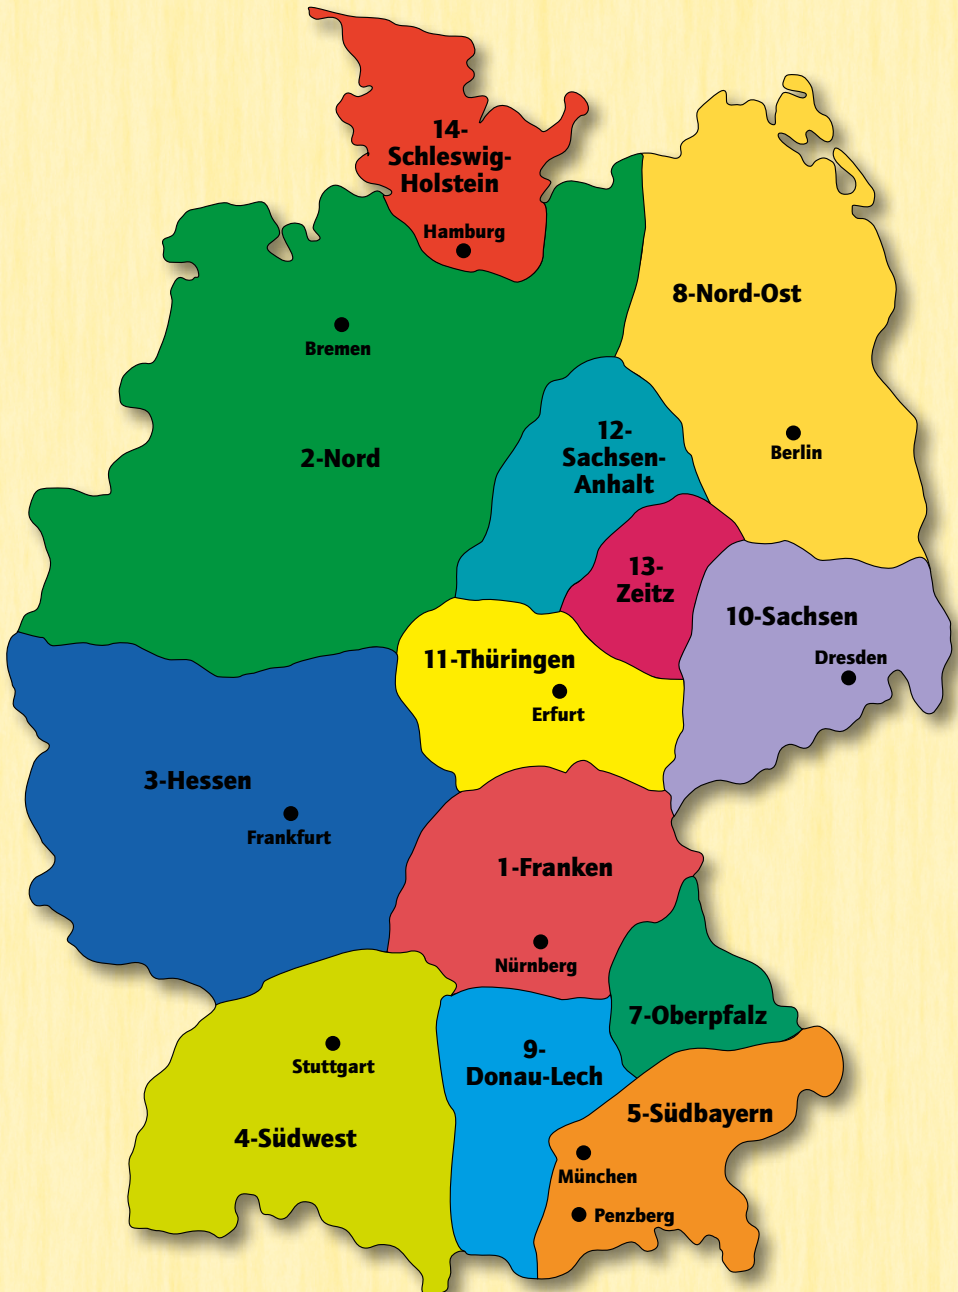 14-
Schleswig-
Holstein
Hamburg
8-Nord-Ost
Bremen
12-
Sachsen-
Anhalt
Berlin
2-Nord
13-
Zeitz
10-Sachsen
11-Thüringen
Dresden
Erfurt
3-Hessen
Frankfurt
1-Franken
Nürnberg
7-Oberpfalz
9-
Donau-Lech
Stuttgart
5-Südbayern
4-Südwest
München
Penzberg